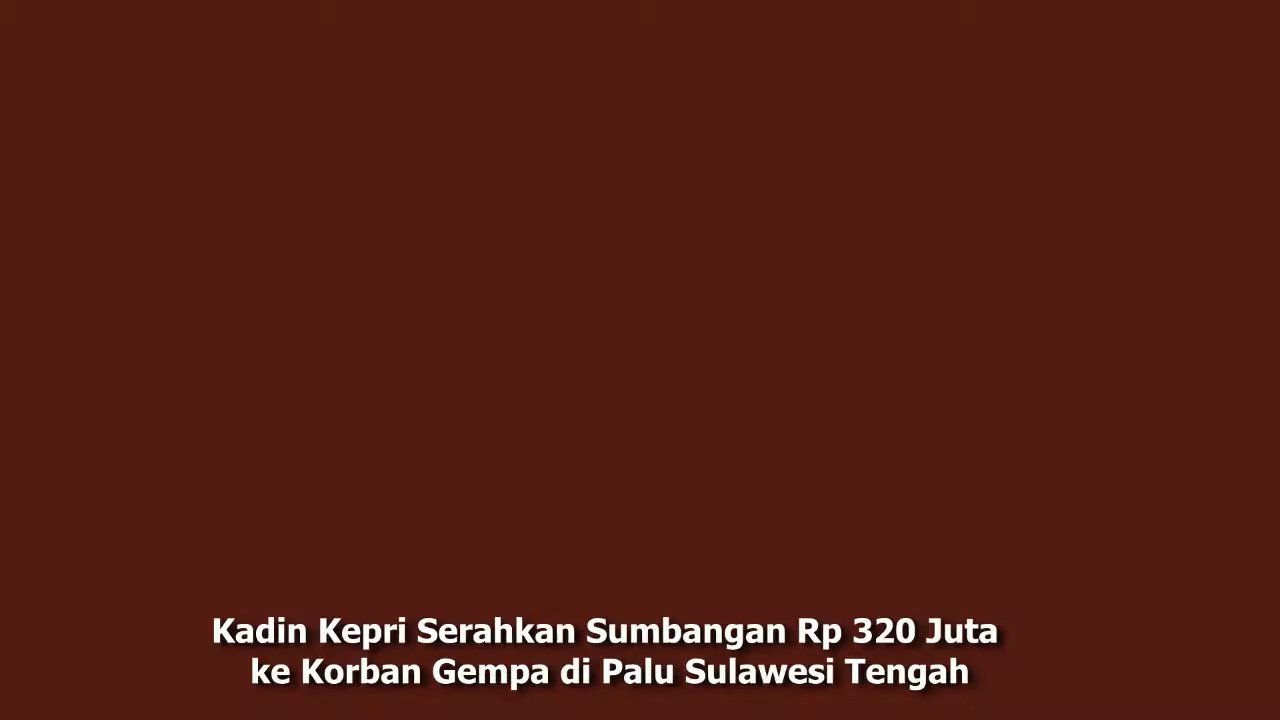 Kadin Kepri Serahkan Sumbangan Rp 320 Juta
ke Korban Gempa di Palu Sulawesi Tengah